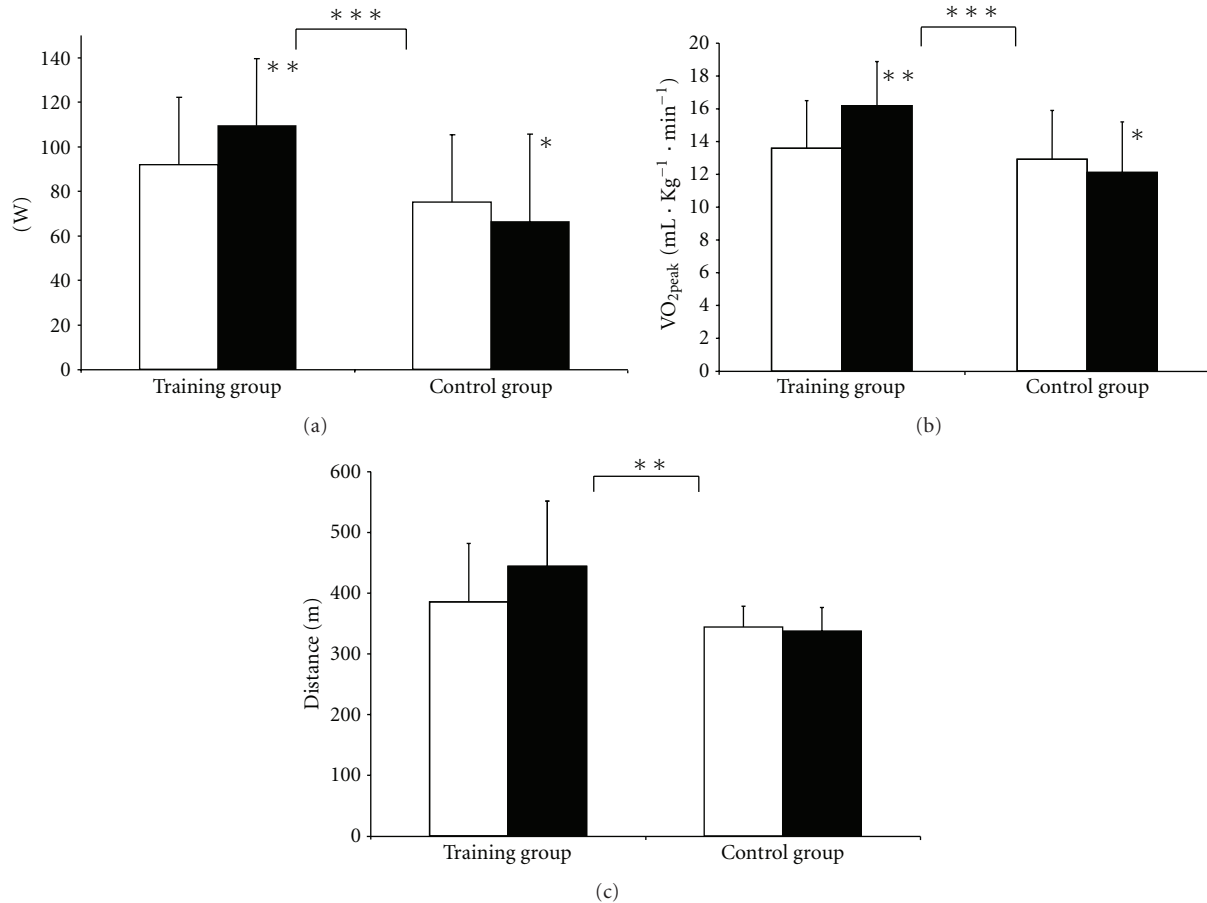 ∗∗∗
140
120
100
80
60
40
20
0
(W)
∗∗
∗
Training group
Control group
(a)
∗∗∗
20
18
16
14
12
10
8
6
4
2
0
VO2peak (mL · Kg−1 · min−1)
∗∗
∗
Training group
Control group
(b)
∗∗
600
500
400
300
200
100
0
Distance (m)
Training group
Control group
(c)